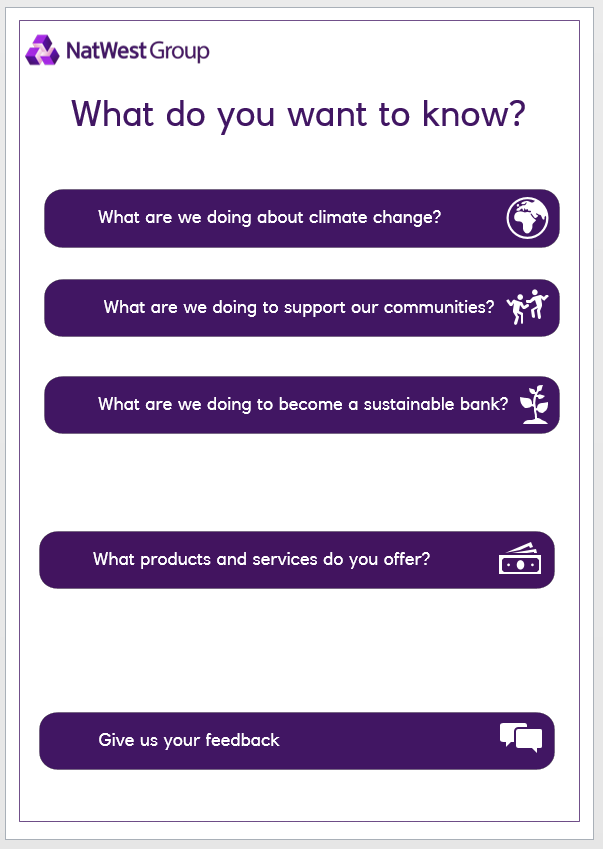 NatWest Group
What do you want to know?
What are we doing about climate change?
What are we doing to support our communities?
What are we doing to become a sustainable bank?
What products and services do you offer?
Give us your feedback